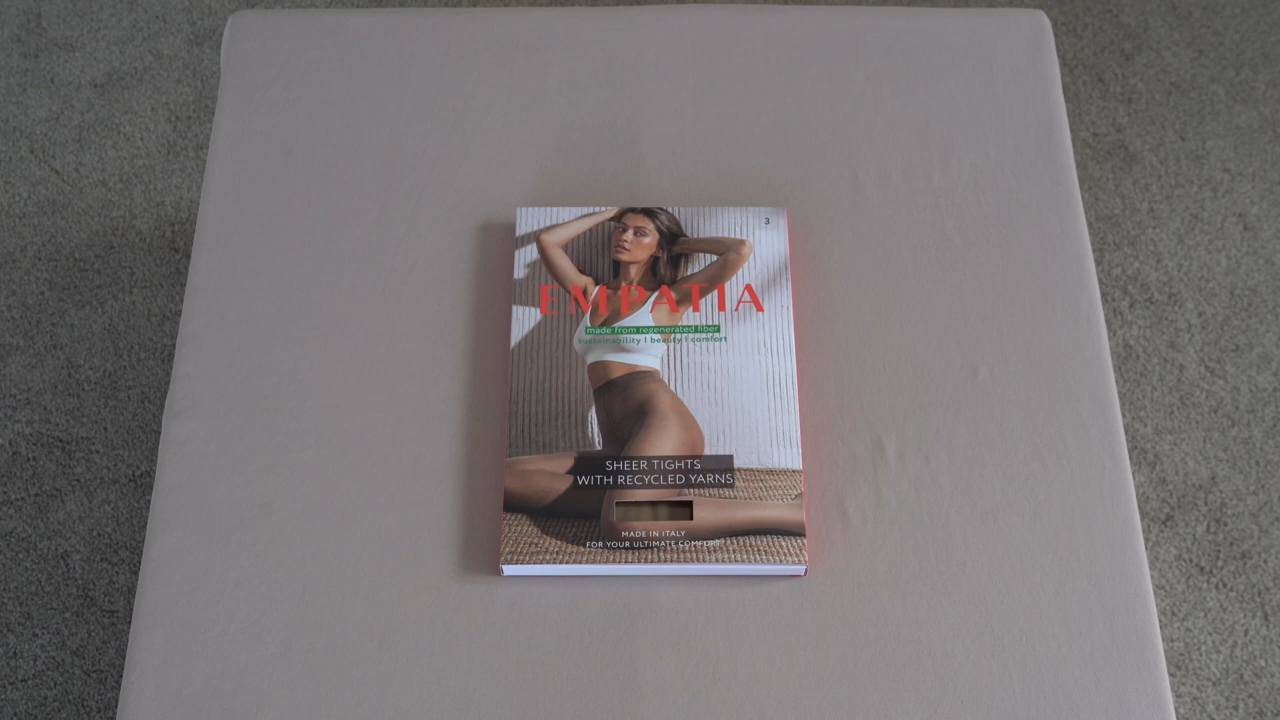 3
EMPATIA
made from regenerated fiber
sustainability | beauty | comfort
SHEER TIGHTS
WITH RECYCLED YARNS
MADE IN ITALY
FOR YOUR ULTIMATE COMFORT